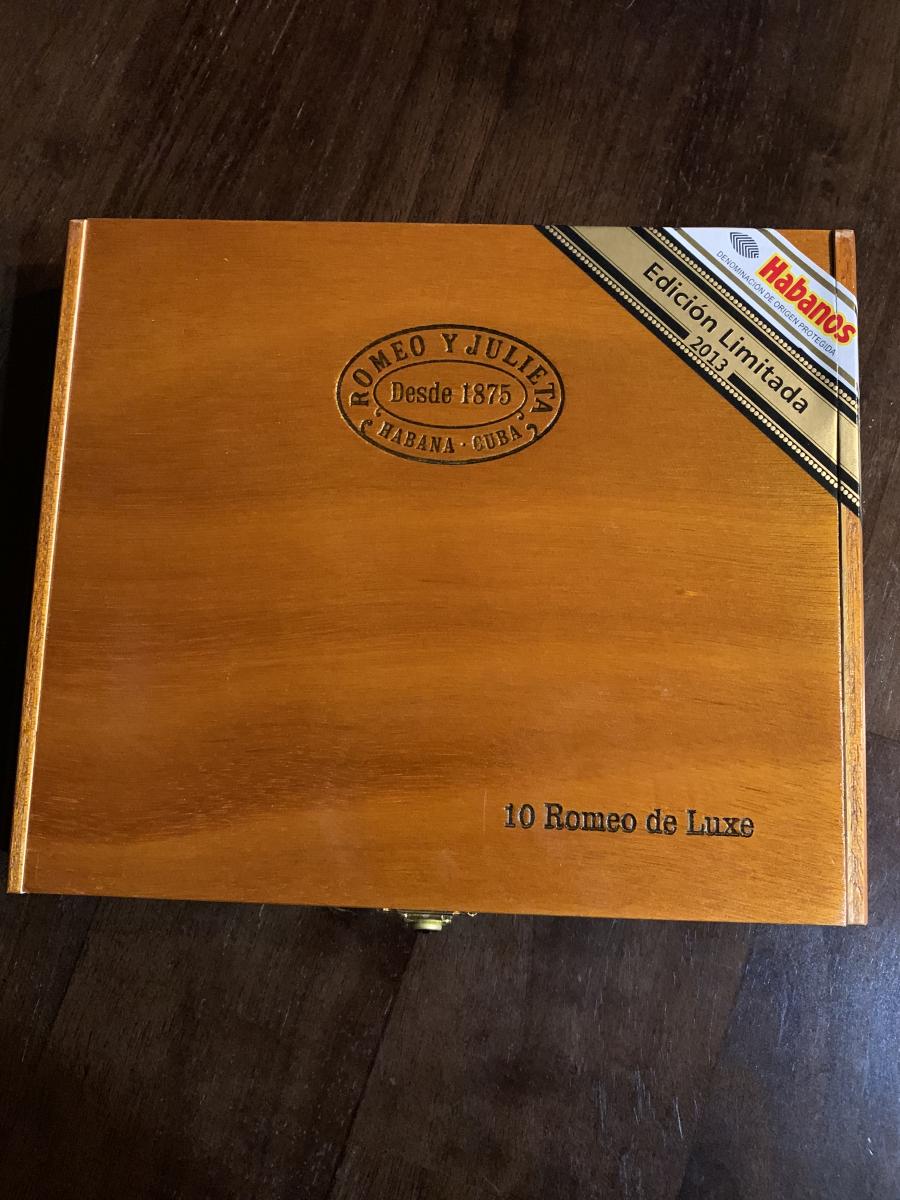 Habanos
DENOMINACIÓN DE ORIGEN PROTEGIDA
Edición Limitada
2013
ROMEO Y JULIETA
Desde 1875
HABANA · CUBA
10 Romeo de Luxe